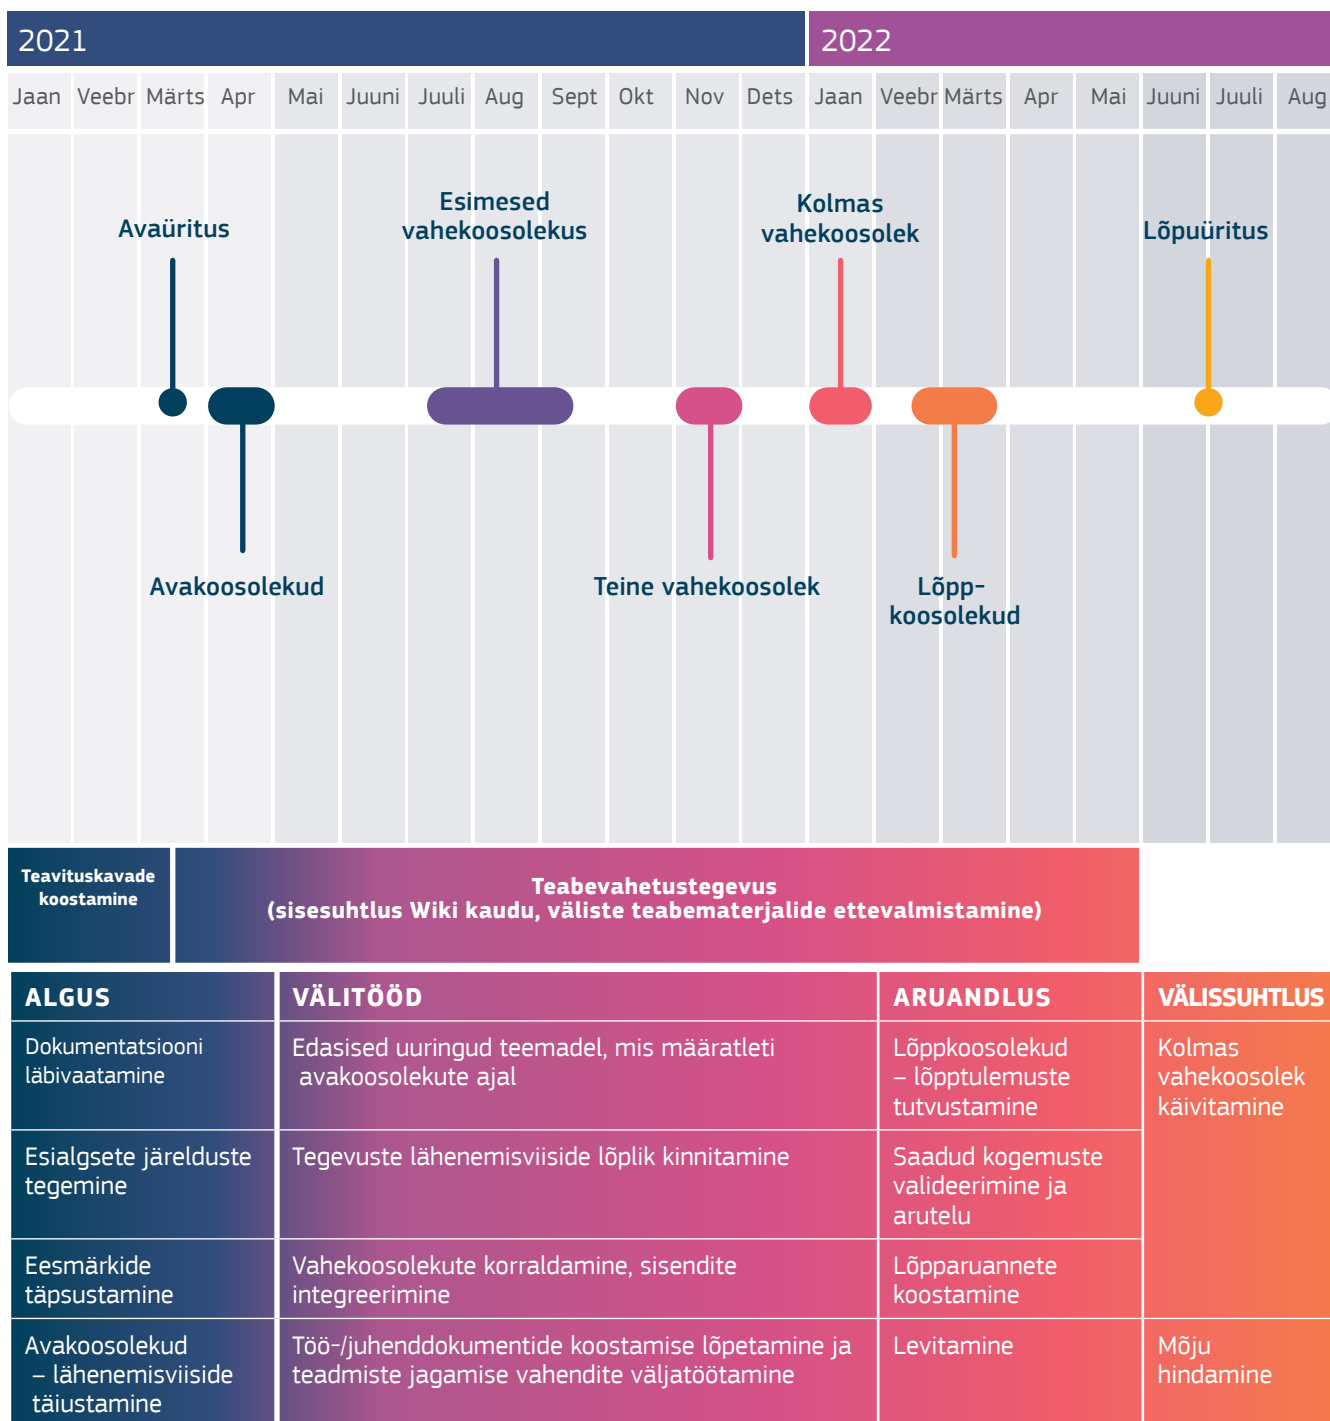 2021
2022
Jaan Veebr Märts Apr Mai Juuni Juuli Aug Sept Okt Nov Dets Jaan Veebr Märts Apr Mai Juuni Juuli Aug
Avaüritus
Esimesed
vahekoosolekus
Kolmas
vahekoosolek
Lõpuüritus
Avakoosolekud
Teine vahekoosolek
Lõpp-
koosolekud
Teavituskavade
koostamine
Teabevahetustegevus
(sisesuhtlus Wiki kaudu, väliste teabematerjalide ettevalmistamine)
ALGUS
Dokumentatsiooni
läbivaatamine
Esialgsete järelduste
tegemine
Eesmärkide
täpsustamine
Avakoosolekud
– lähenemisviiside
täiustamine
VÄLITÖÖD
Edasised uuringud teemadel, mis määratleti
avakoosolekute ajal
Tegevuste lähenemisviiside lõplik kinnitamine
Vahekoosolekute korraldamine, sisendite
integreerimine
Töö-/juhenddokumentide koostamise lõpetamine ja
teadmiste jagamise vahendite väljatöötamine
ARUANDLUS
Lõppkoosolekud
– lõpptulemuste
tutvustamine
Saadud kogemuste
valideerimine ja
arutelu
Lõpparuannete
koostamine
Levitamine
VÄLISSUHTLUS
Kolmas
vahekoosolek
käivitamine
Mõju
hindamine